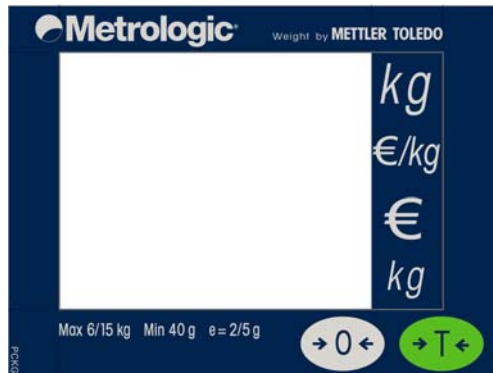 Metrologic Weight by METTLER TOLEDO
kg
€/kg
€
kg
Max 6/15 kg Min 40 g e = 2/5 g
→0← →T←
PCKG